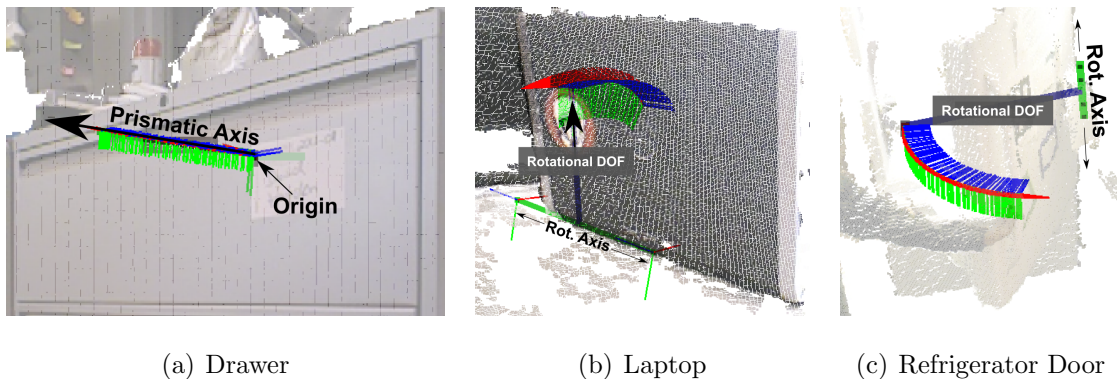 Prismatic Axis
Origin
Rotational DOF
Rot. Axis
Rotational DOF
Rot. Axis
(a) Drawer
(b) Laptop
(c) Refrigerator Door